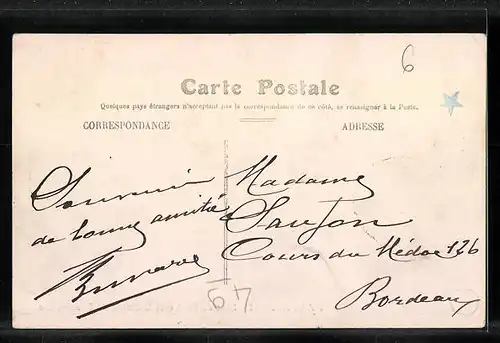 6
Carte Postale
Quelques pays étrangers n'acceptant pas la correspondance de ce côté, se renseigner à la Poste.
CORRESPONDANCE
ADRESSE
Souvenir
de bonne amitié
Madame
Saujon
Cours du Médoc 126
Bordeaux
67